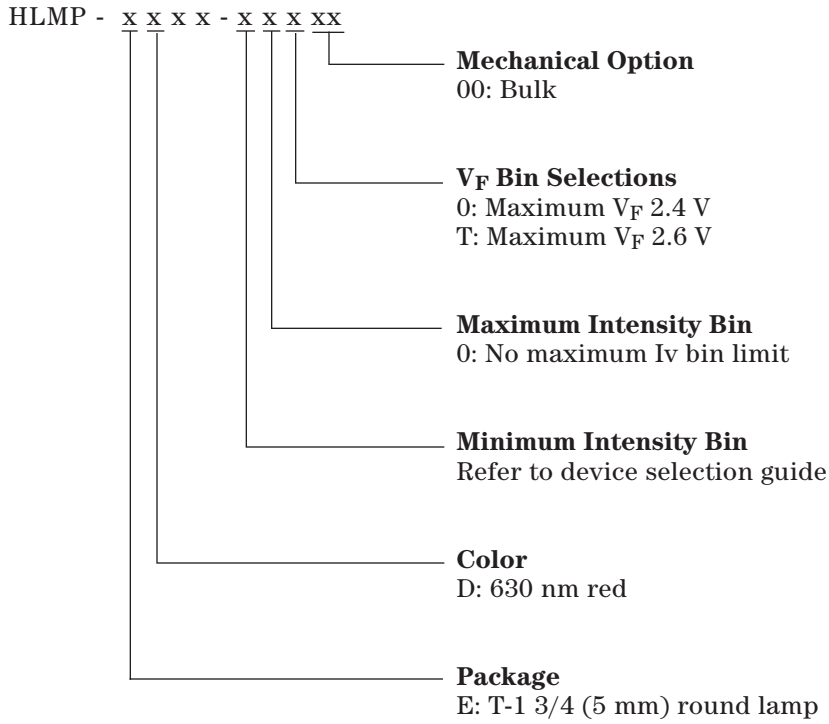 HLMP - x x x x - x x x xx
Mechanical Option
00: Bulk
VF Bin Selections
0: Maximum VF 2.4 V
T: Maximum VF 2.6 V
Maximum Intensity Bin
0: No maximum Iv bin limit
Minimum Intensity Bin
Refer to device selection guide
Color
D: 630 nm red
Package
E: T-1 3/4 (5 mm) round lamp